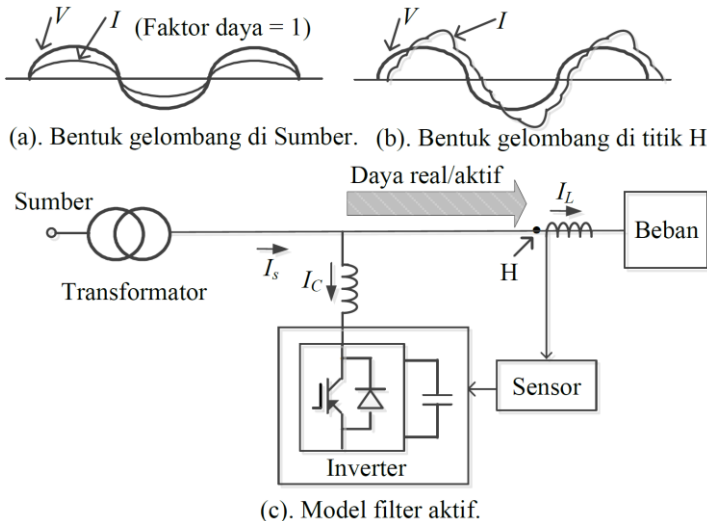 V I (Faktor daya = 1)
V I
(a). Bentuk gelombang di Sumber. (b). Bentuk gelombang di titik H
Daya real/aktif
Sumber
I_L
Beban
Transformator
I_s
I_C
H
Sensor
Inverter
(c). Model filter aktif.